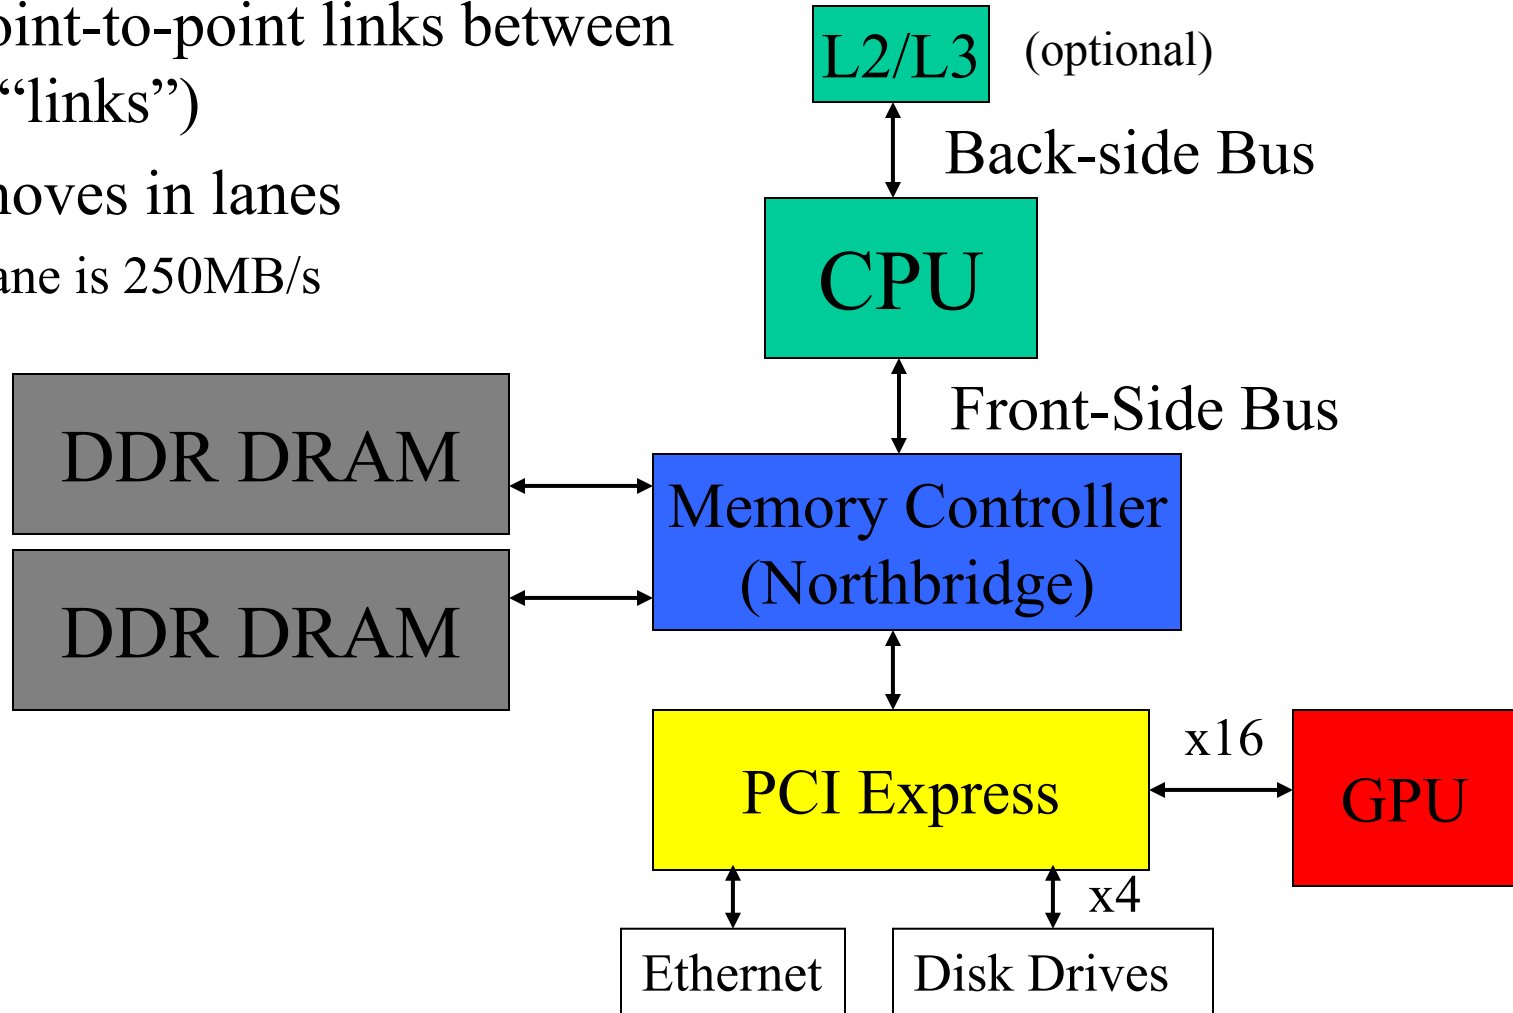 oint-to-point links between
“links”)
moves in lanes
ane is 250MB/s
L2/L3
(optional)
Back-side Bus
CPU
Front-Side Bus
DDR DRAM
Memory Controller
(Northbridge)
DDR DRAM
x16
PCI Express
GPU
x4
Ethernet
Disk Drives